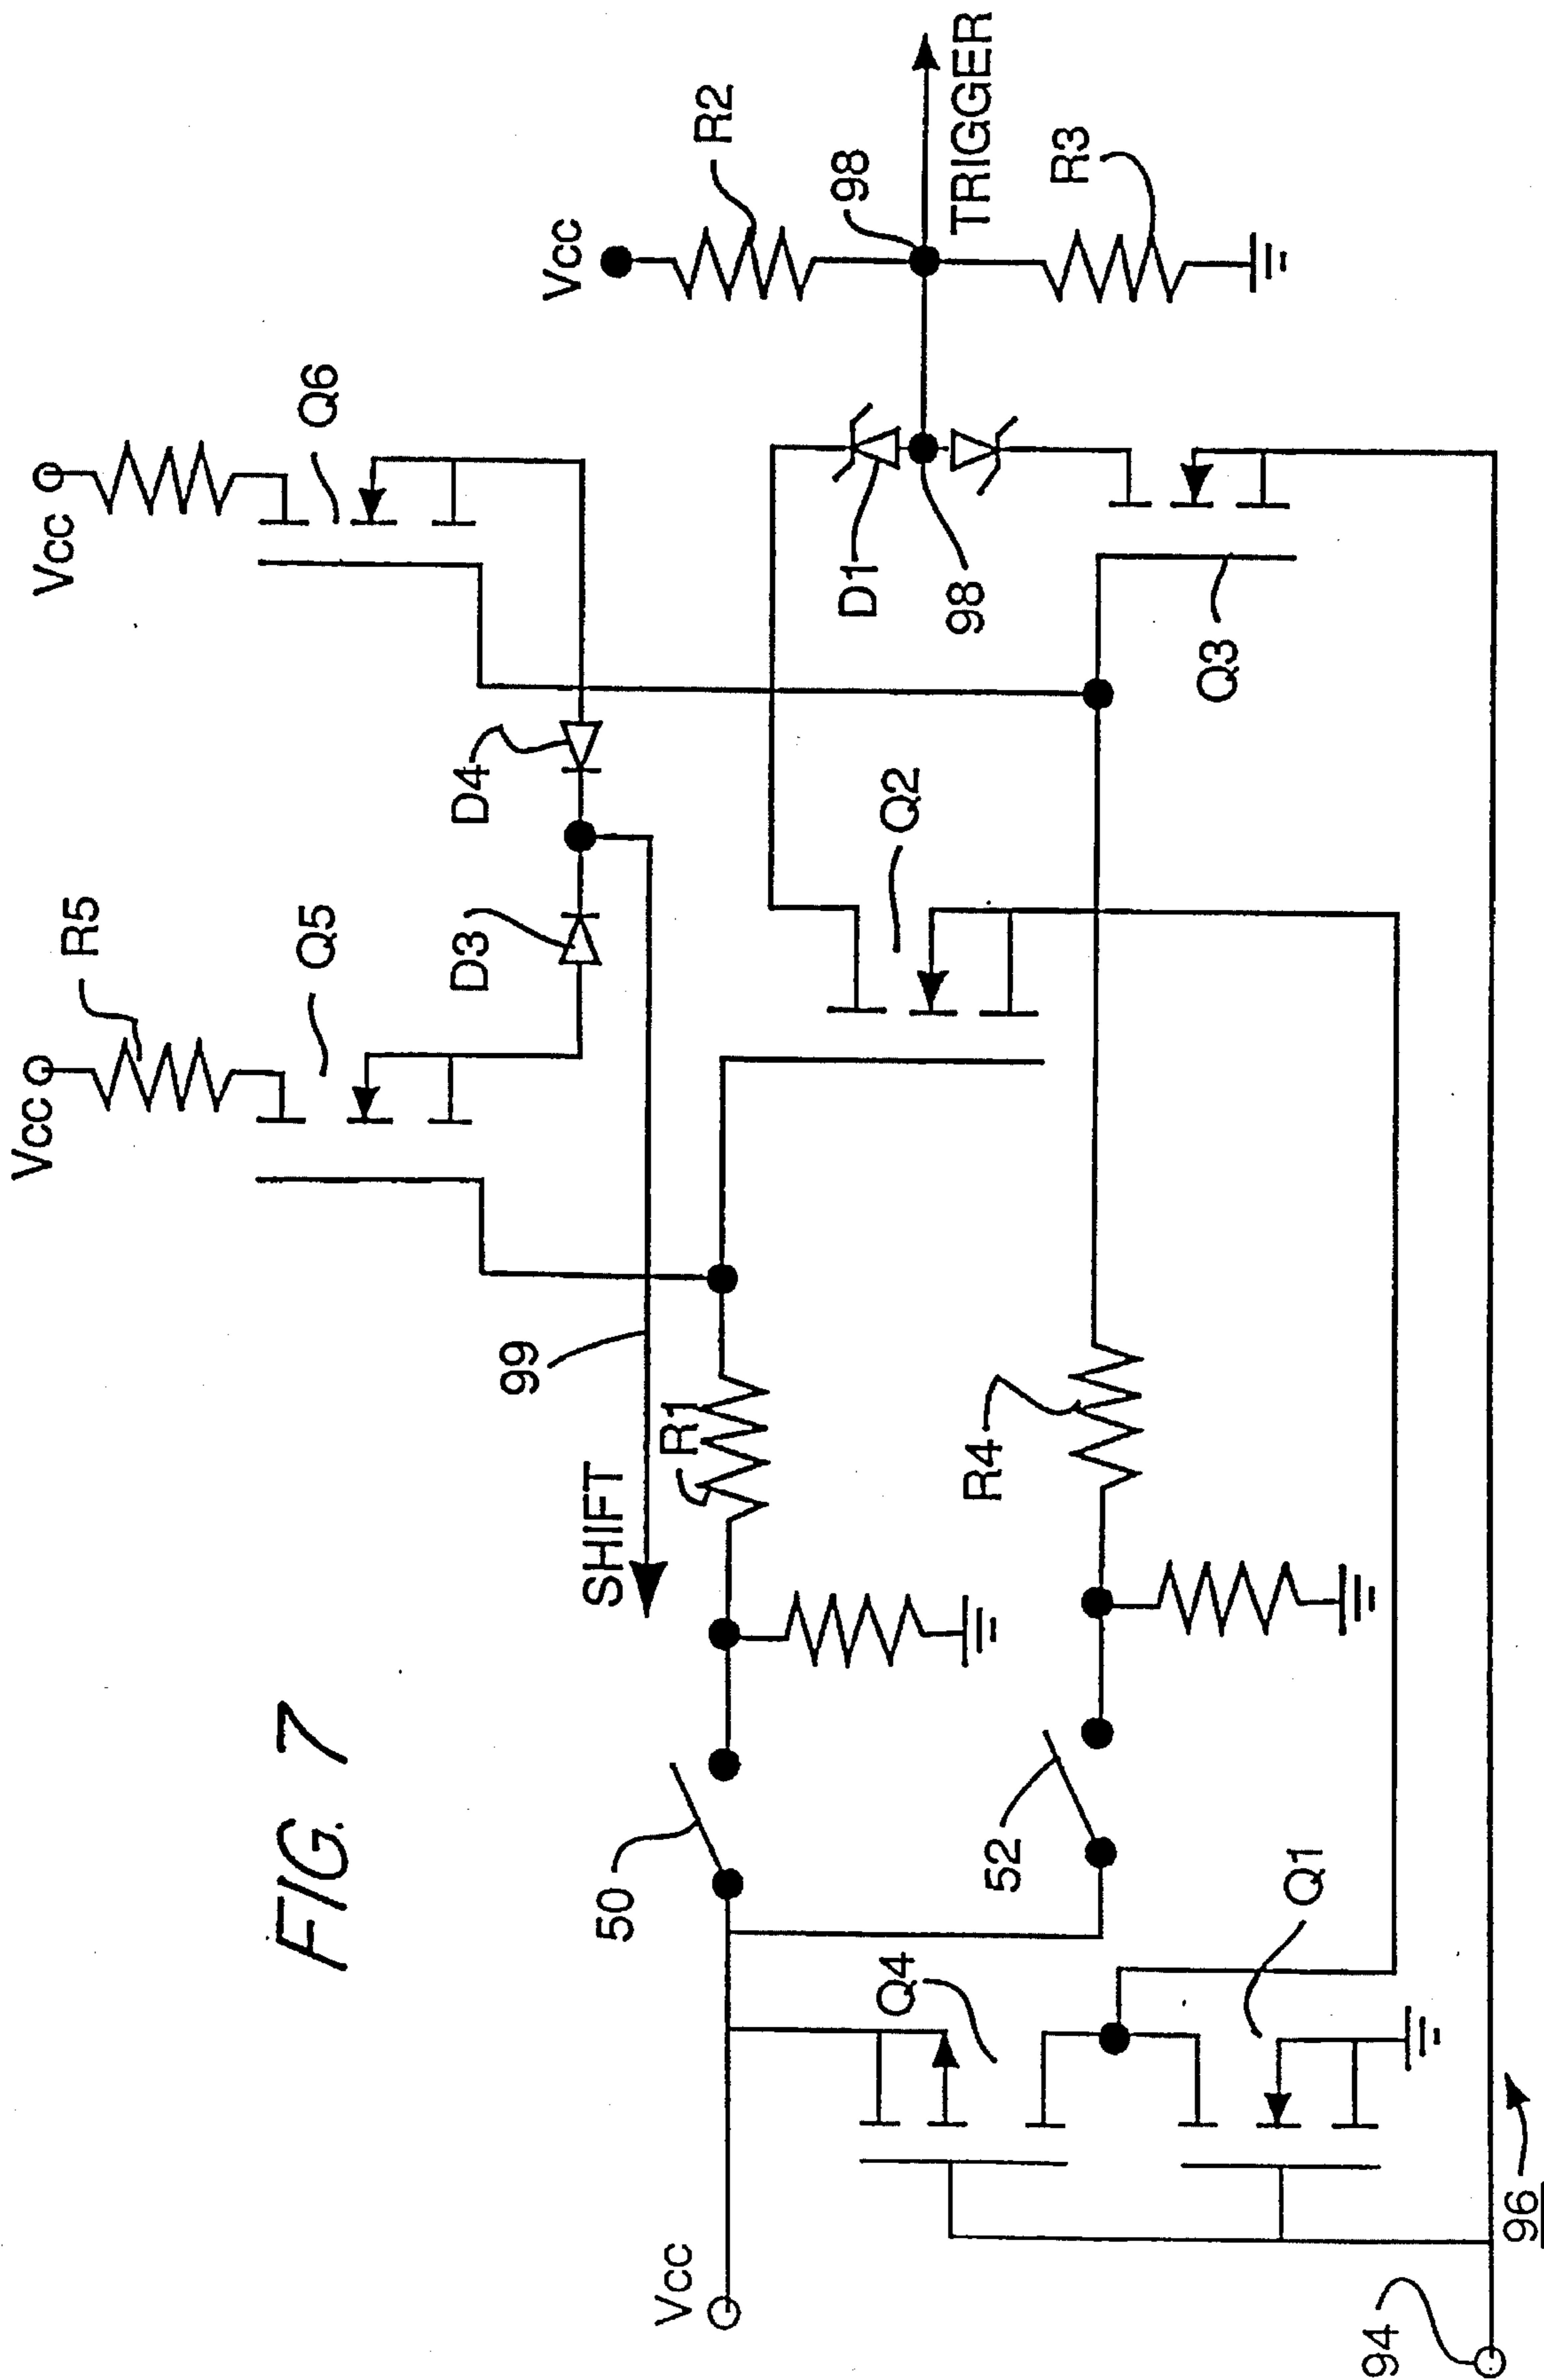 FIG. 7
Vcc
R5
Q5
Vcc
Q6
D3
D4
Vcc
R2
98
TRIGGER
R3
99
SHIFT
R1
50
52
R4
Q2
D1
98
Q3
Vcc
Q4
Q1
94
96